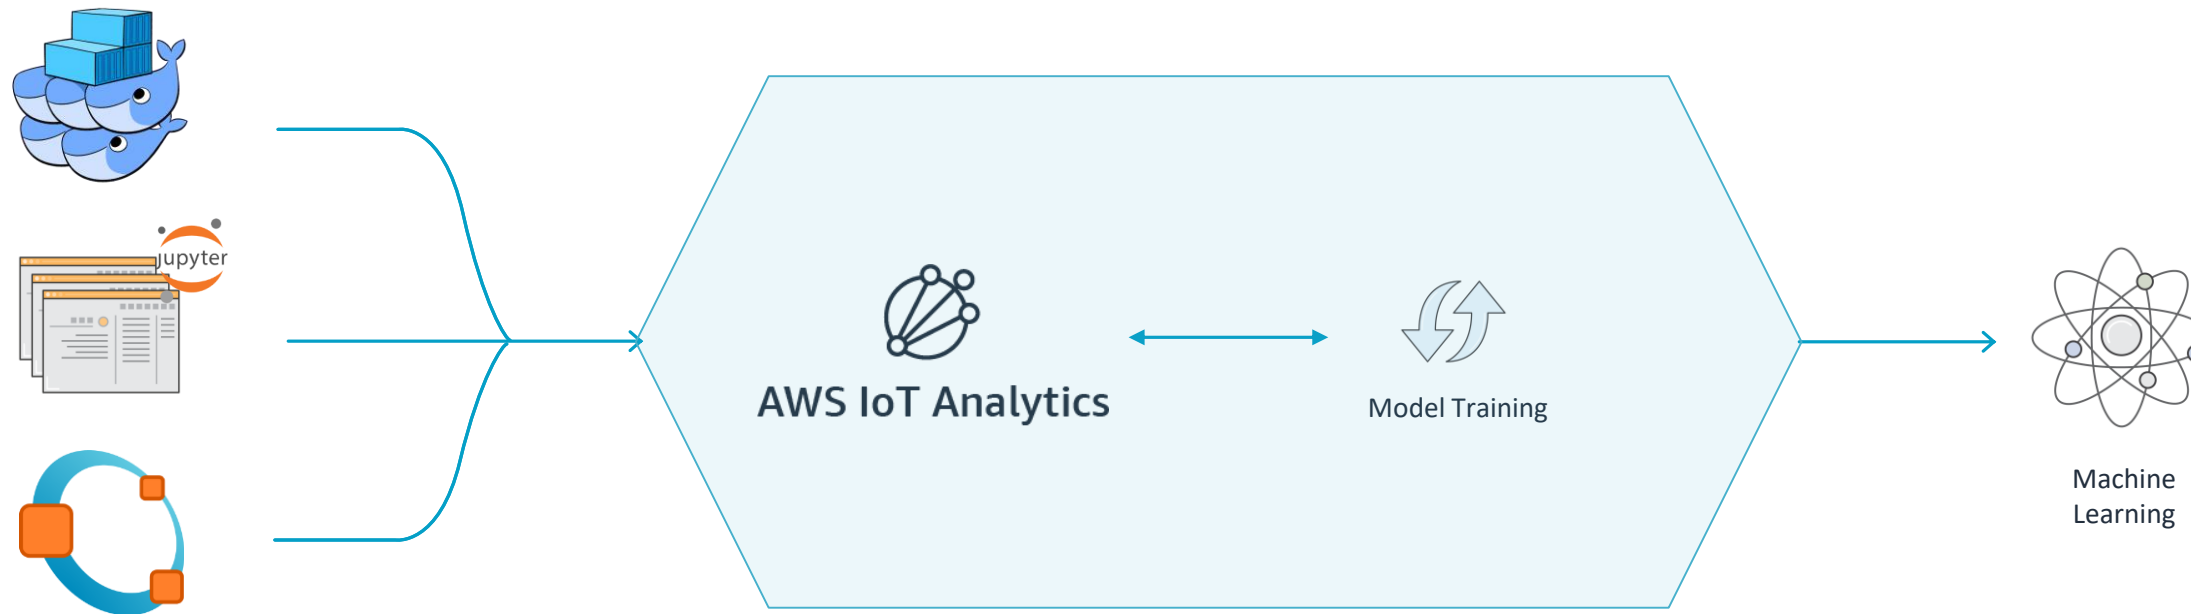 jupyter
AWS IoT Analytics
Model Training
Machine
Learning